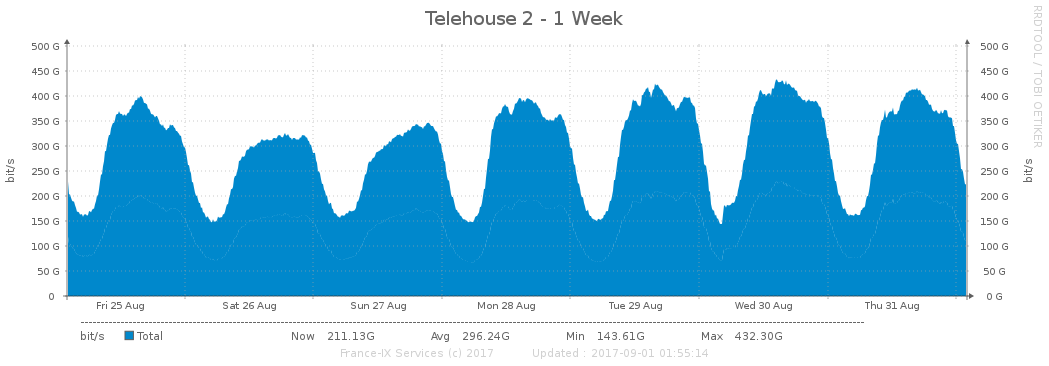 Telehouse 2 - 1 Week
RRDTOOL / TOBI OETIKER
500 G 500 G
450 G 450 G
400 G 400 G
350 G 350 G
300 G 300 G
250 G 250 G
200 G 200 G
150 G 150 G
100 G 100 G
50 G 50 G
0 0 G
bit/s bit/s
Fri 25 Aug Sat 26 Aug Sun 27 Aug Mon 28 Aug Tue 29 Aug Wed 30 Aug Thu 31 Aug
bit/s Total Now 211.13G Avg 296.24G Min 143.61G Max 432.30G
France-IX Services (c) 2017 Updated : 2017-09-01 01:55:14